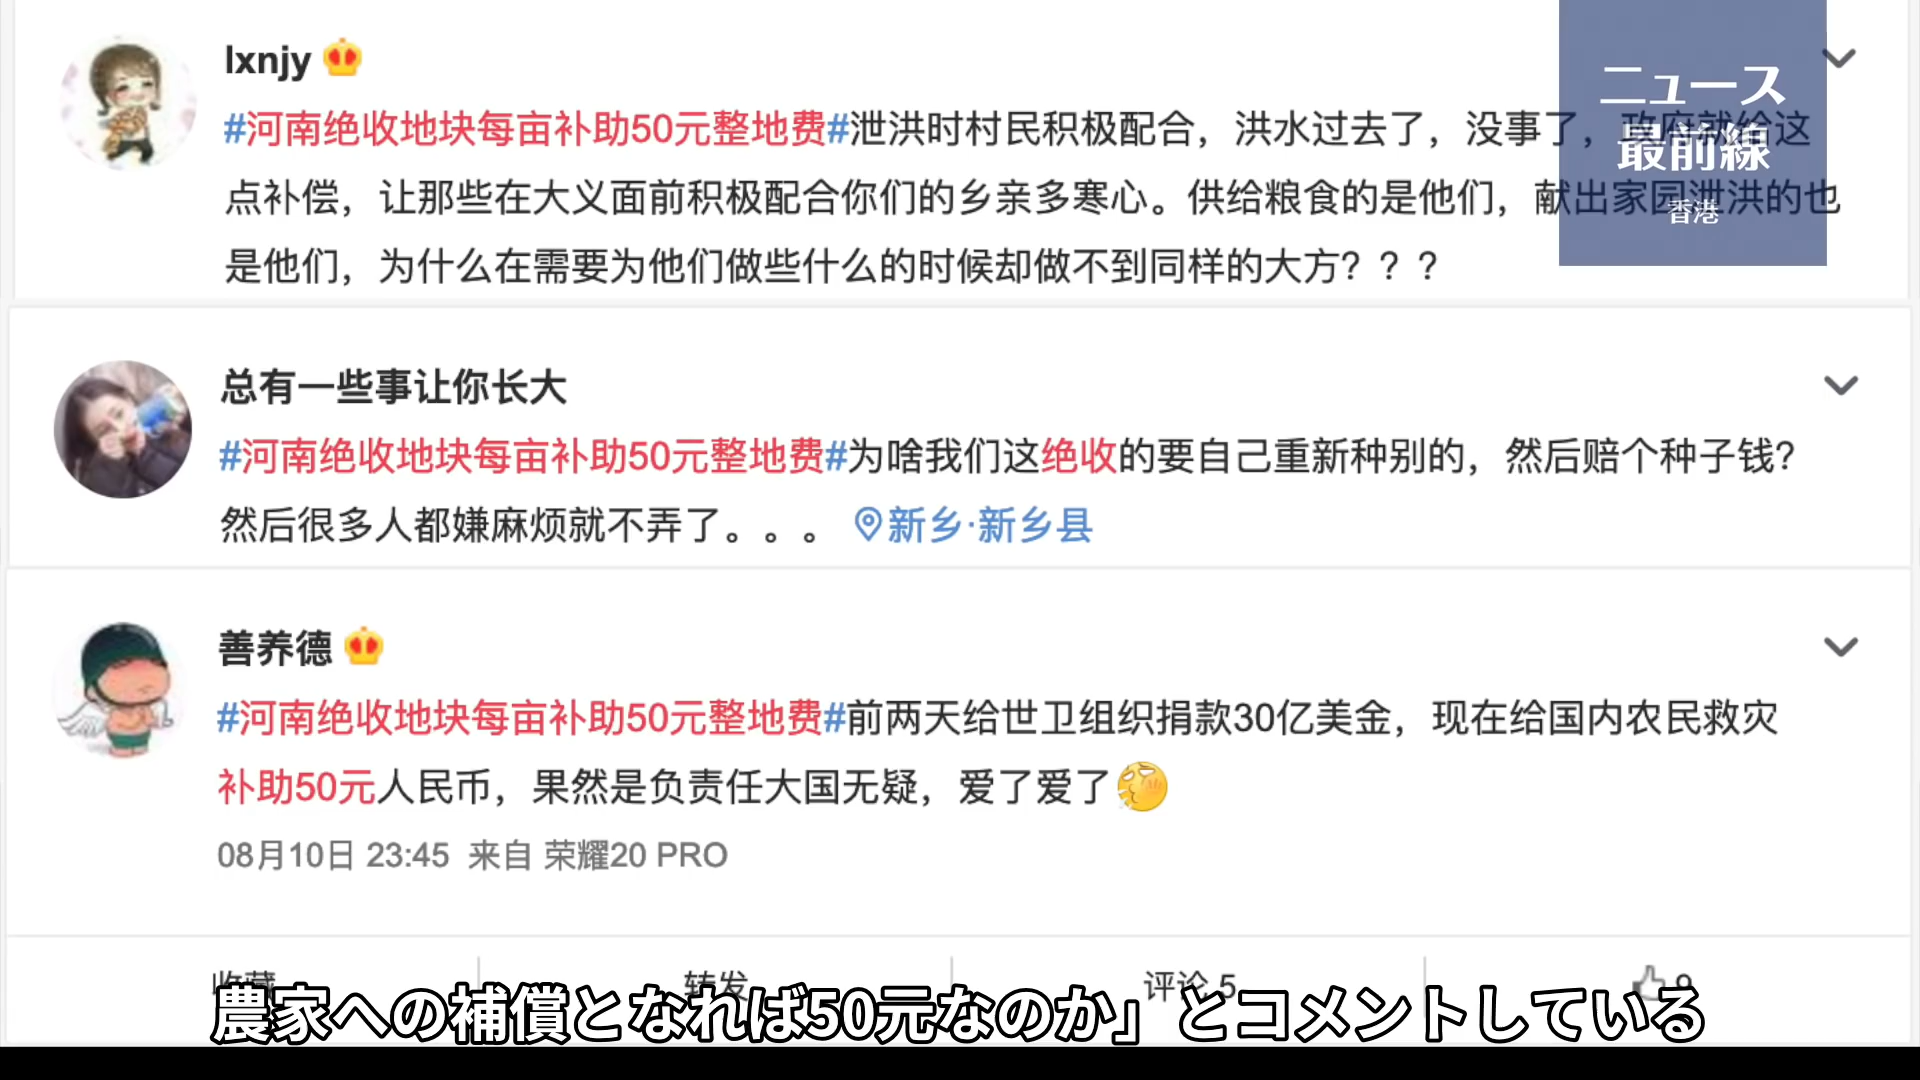 lxnjy
#河南绝收地块每亩补助50元整地费#泄洪时村民积极配合，洪水过去了，没事了，政府就给这
点补偿，让那些在大义面前积极配合你们的乡亲多寒心。供给粮食的是他们，献出家园泄洪的也
是他们，为什么在需要为他们做些什么的时候却做不到同样的大方？？？
ニュース
最前線
香港
总有一些事让你长大
#河南绝收地块每亩补助50元整地费#为啥我们这绝收的要自己重新种别的，然后赔个种子钱？
然后很多人都嫌麻烦就不弄了。。。 新乡·新乡县
善养德
#河南绝收地块每亩补助50元整地费#前两天给世卫组织捐款30亿美金，现在给国内农民救灾
补助50元人民币，果然是负责任大国无疑，爱了爱了
08月10日 23:45 来自 荣耀20 PRO
收藏 转发 评论 5 9
農家への補償となれば50元なのか」とコメントしている